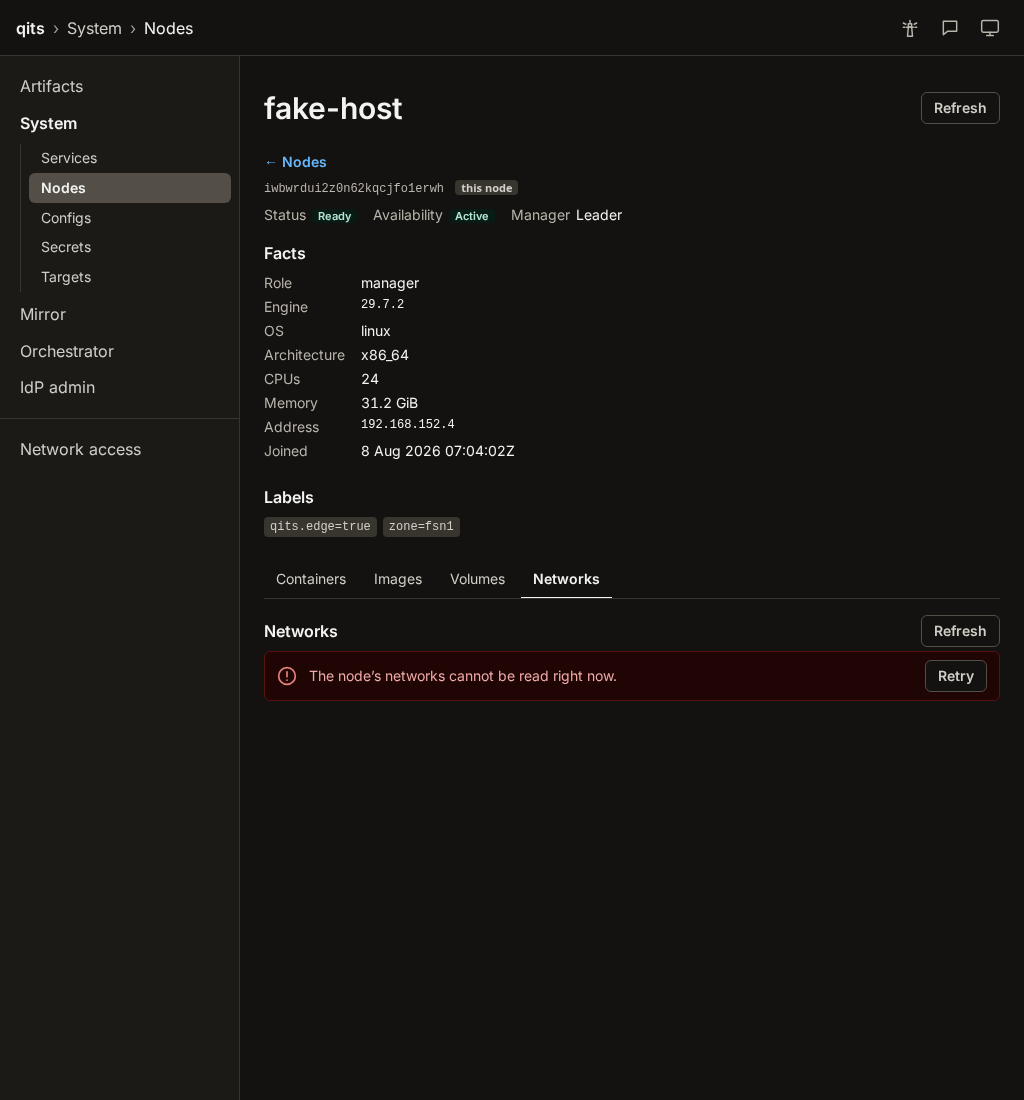 qits › System › Nodes
Artifacts
System
Services
Nodes
Configs
Secrets
Targets
Mirror
Orchestrator
IdP admin
Network access
fake-host
Refresh
← Nodes
iwbwrdui2z0n62kqcjfo1erwh this node
Status Ready Availability Active Manager Leader
Facts
Role manager
Engine 29.7.2
OS linux
Architecture x86_64
CPUs 24
Memory 31.2 GiB
Address 192.168.152.4
Joined 8 Aug 2026 07:04:02Z
Labels
qits.edge=true zone=fsn1
Containers Images Volumes Networks
Networks Refresh
The node’s networks cannot be read right now. Retry